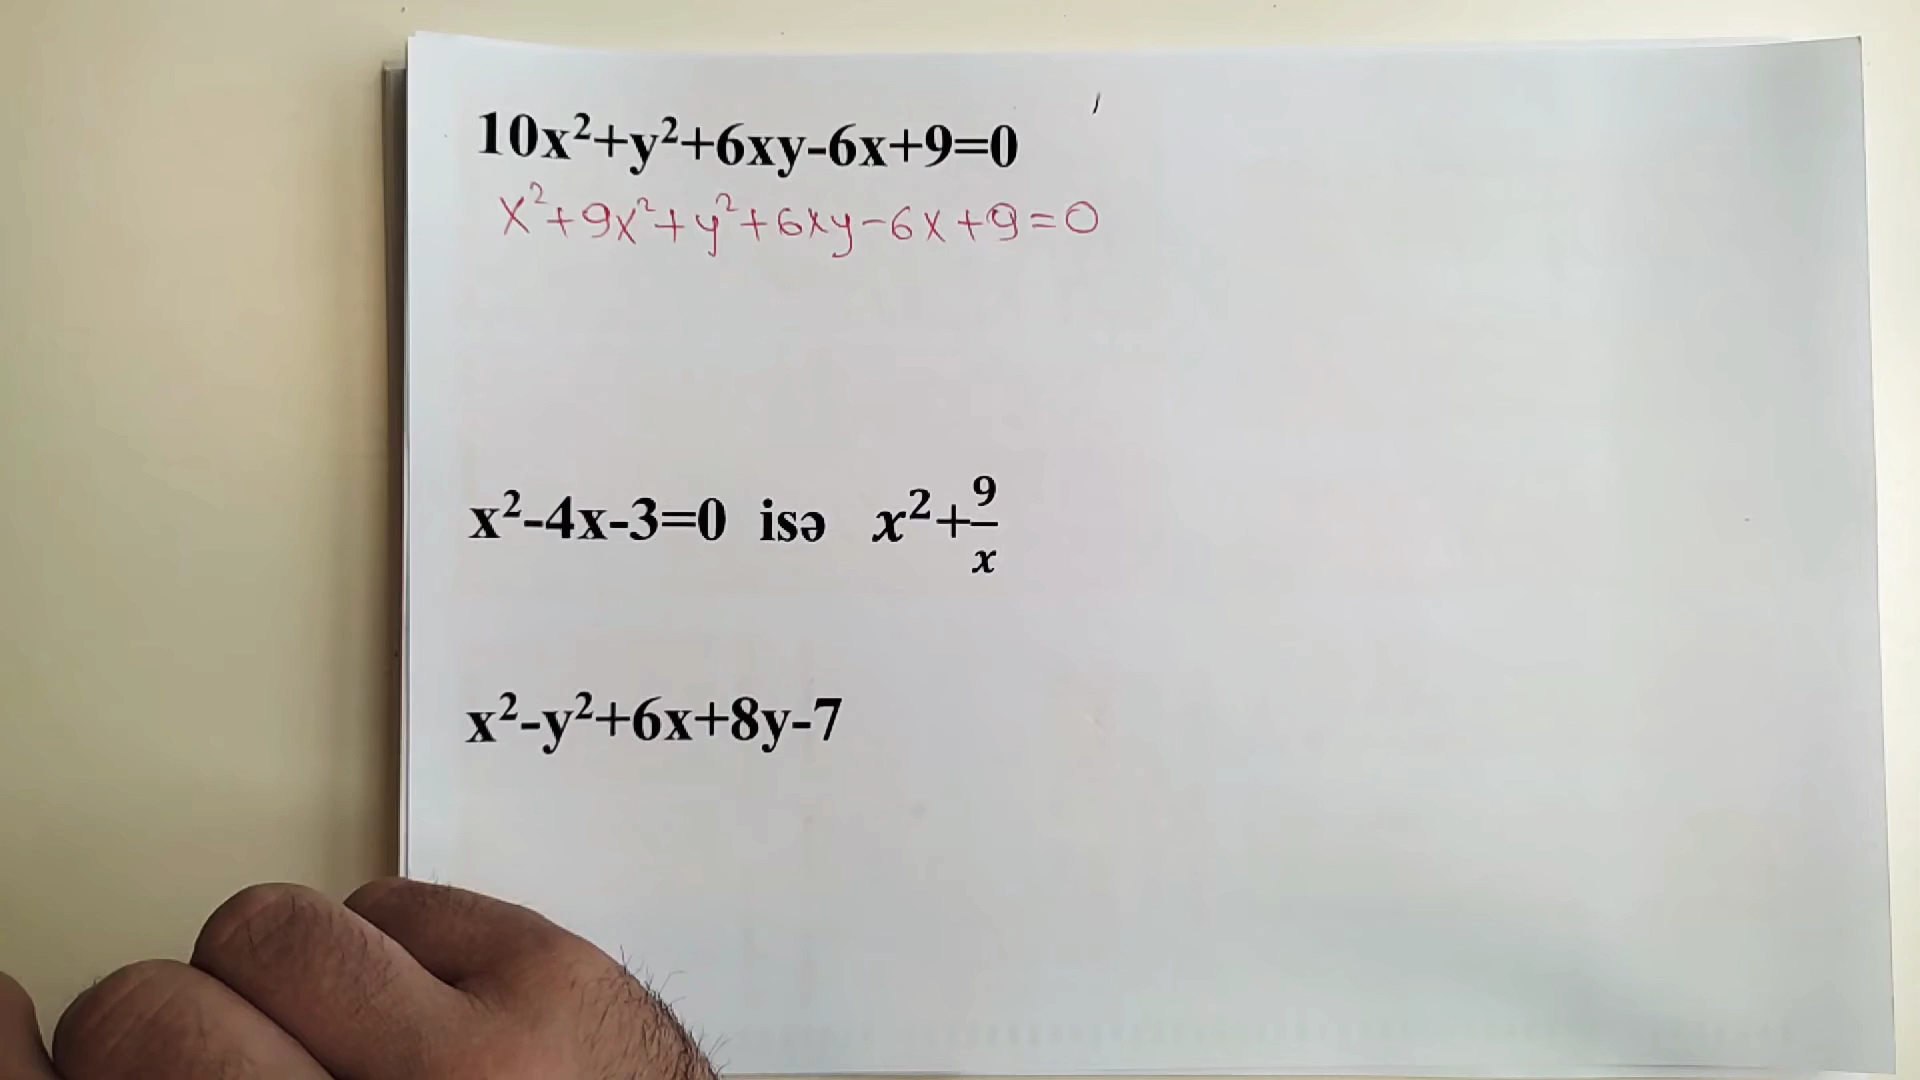 10x²+y²+6xy-6x+9=0
x²+9x²+y²+6xy-6x+9=0
x²-4x-3=0 isə x²+9/x
x²-y²+6x+8y-7